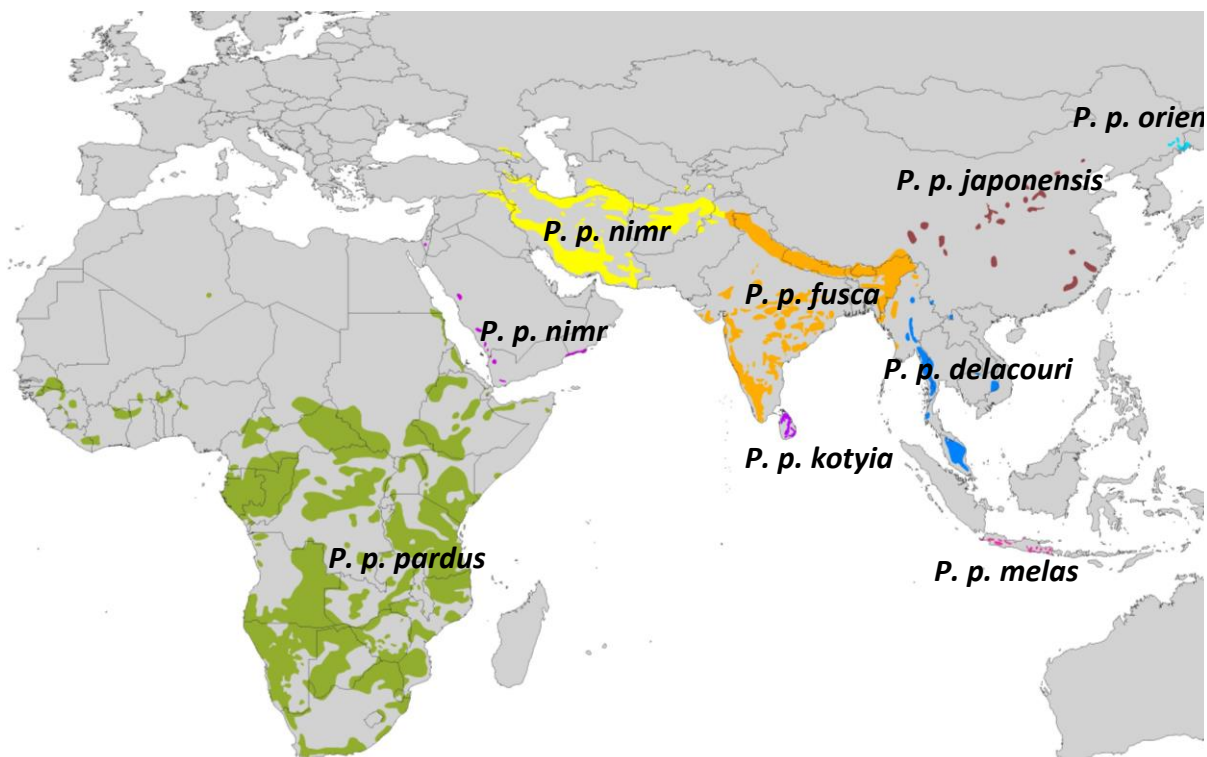 P. p. orien
P. p. japonensis
P. p. nimr
P. p. fusca
P. p. nimr
P. p. delacouri
P. p. kotyia
P. p. pardus
P. p. melas